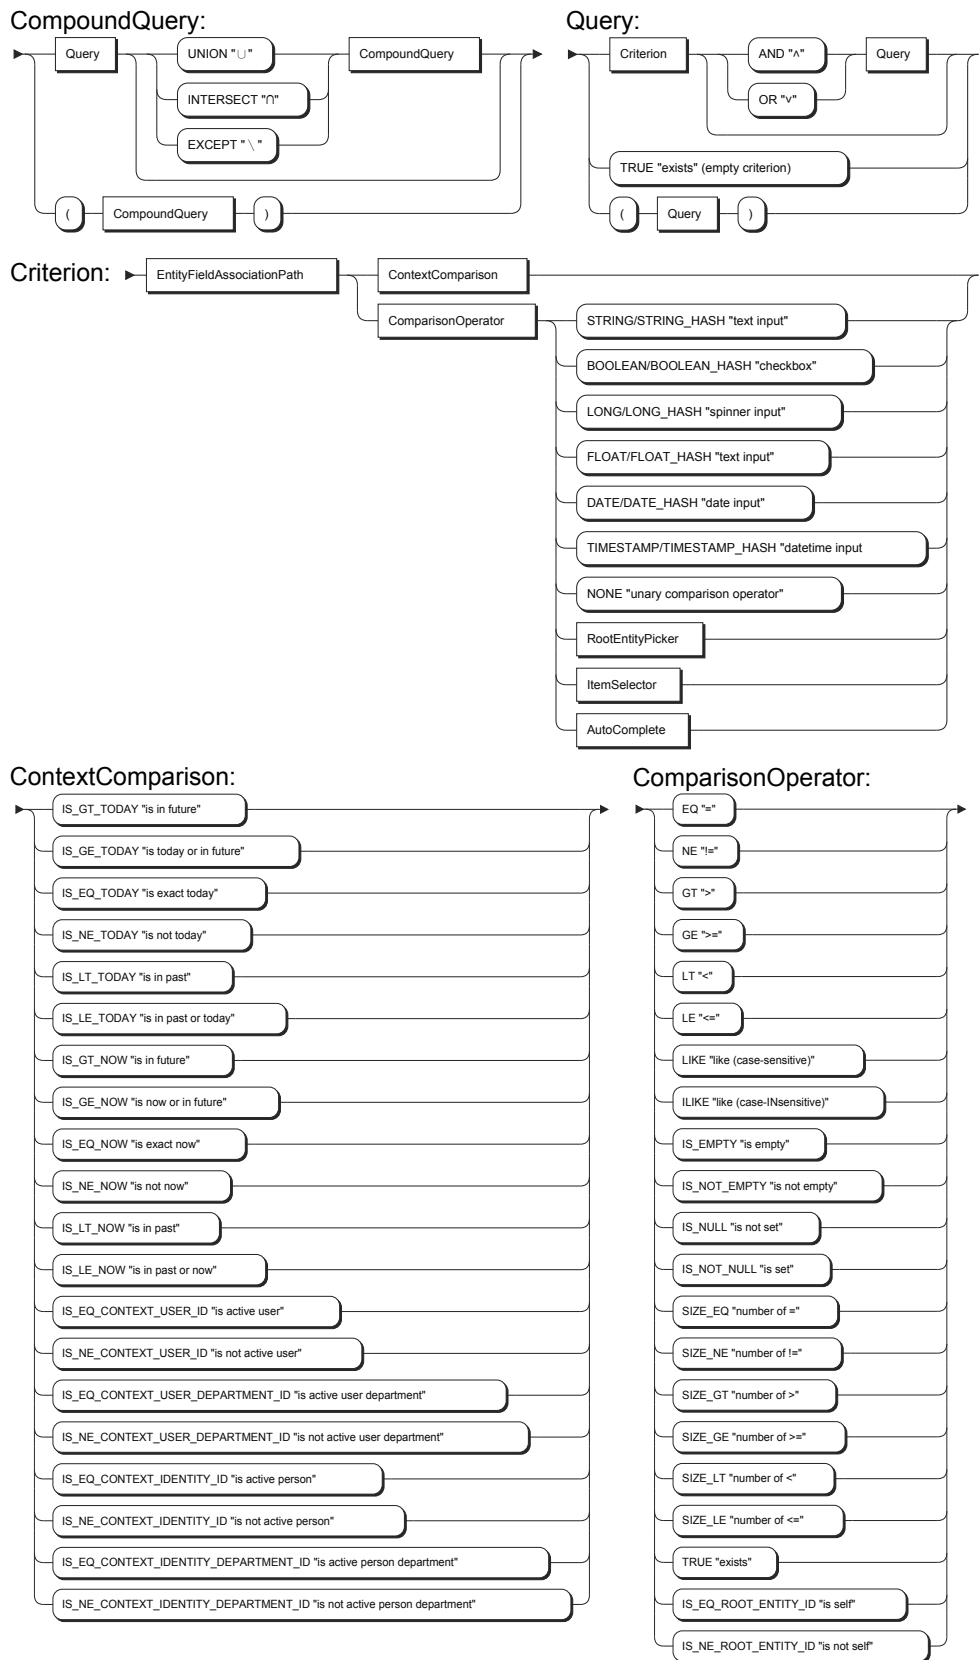 CompoundQuery:
Query
UNION "∪"
CompoundQuery
INTERSECT "∩"
EXCEPT " \ "
(
CompoundQuery
)
Query:
Criterion
AND "˄"
Query
OR "˅"
TRUE "exists" (empty criterion)
(
Query
)
Criterion:
EntityFieldAssociationPath
ContextComparison
ComparisonOperator
STRING/STRING_HASH "text input"
BOOLEAN/BOOLEAN_HASH "checkbox"
LONG/LONG_HASH "spinner input"
FLOAT/FLOAT_HASH "text input"
DATE/DATE_HASH "date input"
TIMESTAMP/TIMESTAMP_HASH "datetime input
NONE "unary comparison operator"
RootEntityPicker
ItemSelector
AutoComplete
ContextComparison:
IS_GT_TODAY "is in future"
IS_GE_TODAY "is today or in future"
IS_EQ_TODAY "is exact today"
IS_NE_TODAY "is not today"
IS_LT_TODAY "is in past"
IS_LE_TODAY "is in past or today"
IS_GT_NOW "is in future"
IS_GE_NOW "is now or in future"
IS_EQ_NOW "is exact now"
IS_NE_NOW "is not now"
IS_LT_NOW "is in past"
IS_LE_NOW "is in past or now"
IS_EQ_CONTEXT_USER_ID "is active user"
IS_NE_CONTEXT_USER_ID "is not active user"
IS_EQ_CONTEXT_USER_DEPARTMENT_ID "is active user department"
IS_NE_CONTEXT_USER_DEPARTMENT_ID "is not active user department"
IS_EQ_CONTEXT_IDENTITY_ID "is active person"
IS_NE_CONTEXT_IDENTITY_ID "is not active person"
IS_EQ_CONTEXT_IDENTITY_DEPARTMENT_ID "is active person department"
IS_NE_CONTEXT_IDENTITY_DEPARTMENT_ID "is not active person department"
ComparisonOperator:
EQ "="
NE "!="
GT ">"
GE ">="
LT "<"
LE "<="
LIKE "like (case-sensitive)"
ILIKE "like (case-INsensitive)"
IS_EMPTY "is empty"
IS_NOT_EMPTY "is not empty"
IS_NULL "is not set"
IS_NOT_NULL "is set"
SIZE_EQ "number of ="
SIZE_NE "number of !="
SIZE_GT "number of >"
SIZE_GE "number of >="
SIZE_LT "number of <"
SIZE_LE "number of <="
TRUE "exists"
IS_EQ_ROOT_ENTITY_ID "is self"
IS_NE_ROOT_ENTITY_ID "is not self"